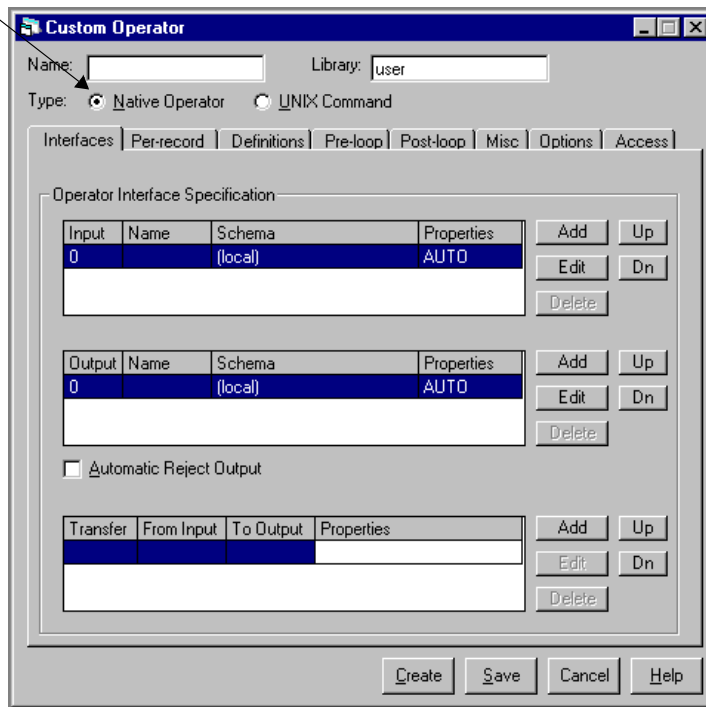 Custom Operator
Name: Library: user
Type: Native Operator UNIX Command
Interfaces Per-record Definitions Pre-loop Post-loop Misc Options Access
Operator Interface Specification
Input Name Schema Properties Add Up
0 (local) AUTO Edit Dn
Delete
Output Name Schema Properties Add Up
0 (local) AUTO Edit Dn
Delete
Automatic Reject Output
Transfer From Input To Output Properties Add Up
Edit Dn
Delete
Create Save Cancel Help